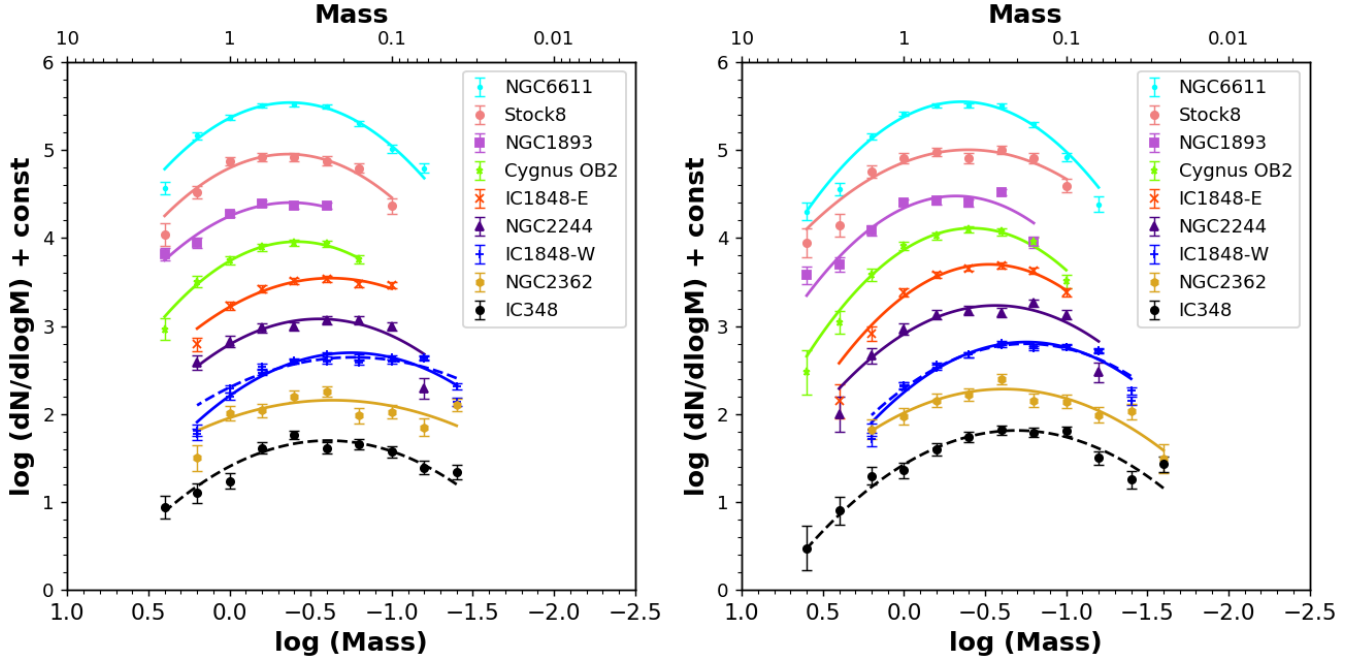 Mass
10 1 0.1 0.01
6
5
4
3
2
1
0
log (dN/dlogM) + const
NGC6611
Stock8
NGC1893
Cygnus OB2
IC1848-E
NGC2244
IC1848-W
NGC2362
IC348
1.0 0.5 0.0 −0.5 −1.0 −1.5 −2.0 −2.5
log (Mass)
Mass
10 1 0.1 0.01
6
5
4
3
2
1
0
log (dN/dlogM) + const
NGC6611
Stock8
NGC1893
Cygnus OB2
IC1848-E
NGC2244
IC1848-W
NGC2362
IC348
1.0 0.5 0.0 −0.5 −1.0 −1.5 −2.0 −2.5
log (Mass)